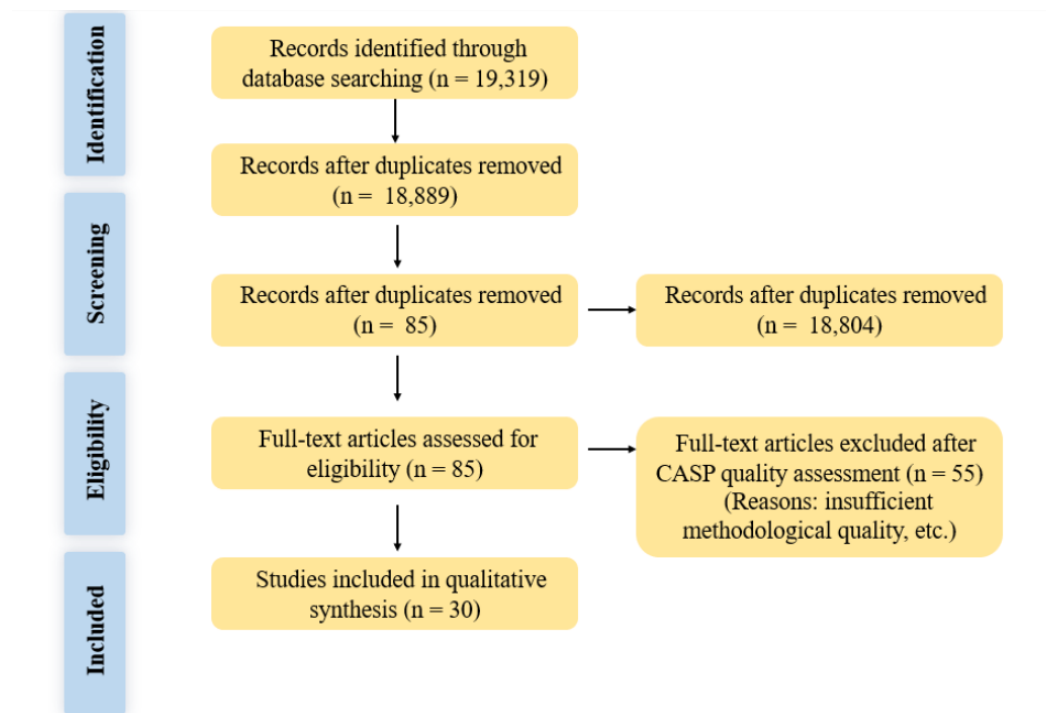 Identification
Records identified through
database searching (n = 19,319)
Records after duplicates removed
(n = 18,889)
Screening
Records after duplicates removed
(n = 85)
Records after duplicates removed
(n = 18,804)
Eligibility
Full-text articles assessed for
eligibility (n = 85)
Full-text articles excluded after
CASP quality assessment (n = 55)
(Reasons: insufficient
methodological quality, etc.)
Included
Studies included in qualitative
synthesis (n = 30)